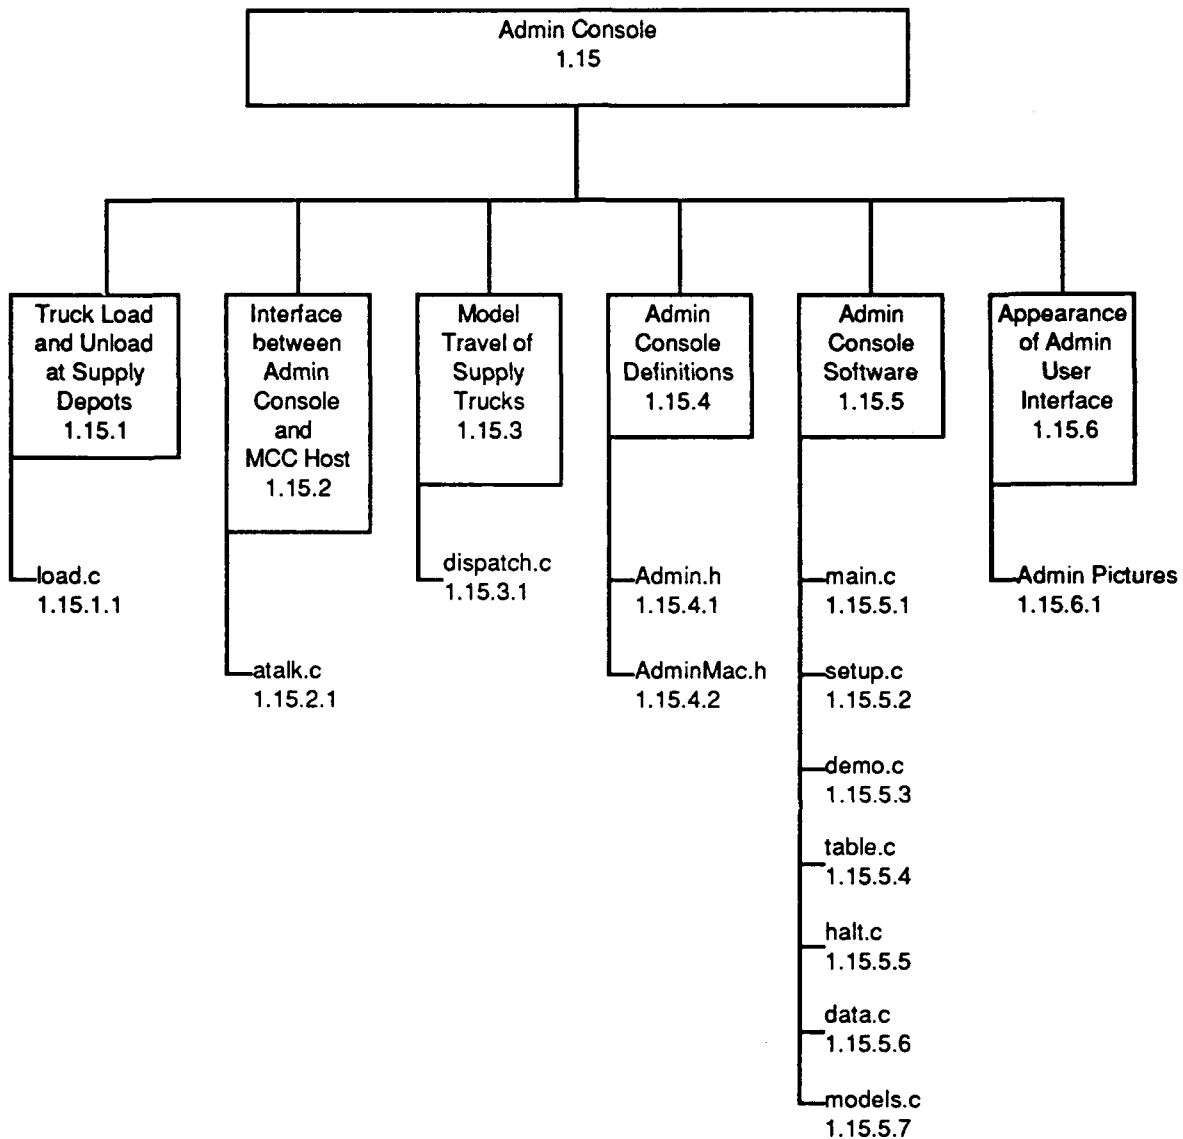 Admin Console
1.15
Truck Load
and Unload
at Supply
Depots
1.15.1
Interface
between
Admin
Console
and
MCC Host
1.15.2
Model
Travel of
Supply
Trucks
1.15.3
Admin
Console
Definitions
1.15.4
Admin
Console
Software
1.15.5
Appearance
of Admin
User
Interface
1.15.6
load.c
1.15.1.1
atalk.c
1.15.2.1
dispatch.c
1.15.3.1
Admin.h
1.15.4.1
AdminMac.h
1.15.4.2
main.c
1.15.5.1
setup.c
1.15.5.2
demo.c
1.15.5.3
table.c
1.15.5.4
halt.c
1.15.5.5
data.c
1.15.5.6
models.c
1.15.5.7
Admin Pictures
1.15.6.1